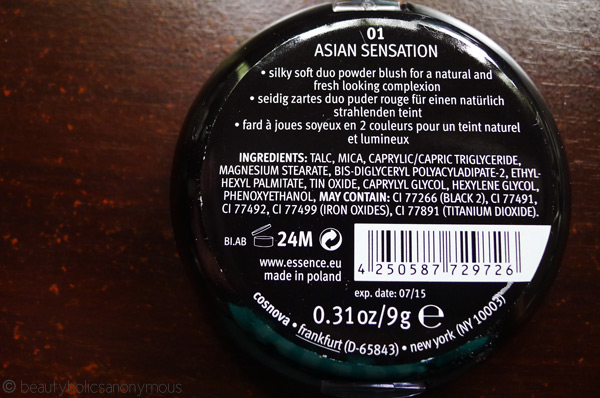 01
ASIAN SENSATION
• silky soft duo powder blush for a natural and
fresh looking complexion
• seidig zartes duo puder rouge für einen natürlich
strahlenden teint
• fard à joues soyeux en 2 couleurs pour un teint naturel
et lumineux
INGREDIENTS: TALC, MICA, CAPRYLIC/CAPRIC TRIGLYCERIDE,
MAGNESIUM STEARATE, BIS-DIGLYCERYL POLYACYLADIPATE-2, ETHYL-
HEXYL PALMITATE, TIN OXIDE, CAPRYLYL GLYCOL, HEXYLENE GLYCOL,
PHENOXYETHANOL, MAY CONTAIN: CI 77266 (BLACK 2), CI 77491,
CI 77492, CI 77499 (IRON OXIDES), CI 77891 (TITANIUM DIOXIDE).
BI.AB 24M
www.essence.eu
made in poland
4 250587 729726
exp. date: 07/15
0.31oz/9g e
cosnova • frankfurt (D-65843) • new york (NY 10003)
© beautyholicsanonymous